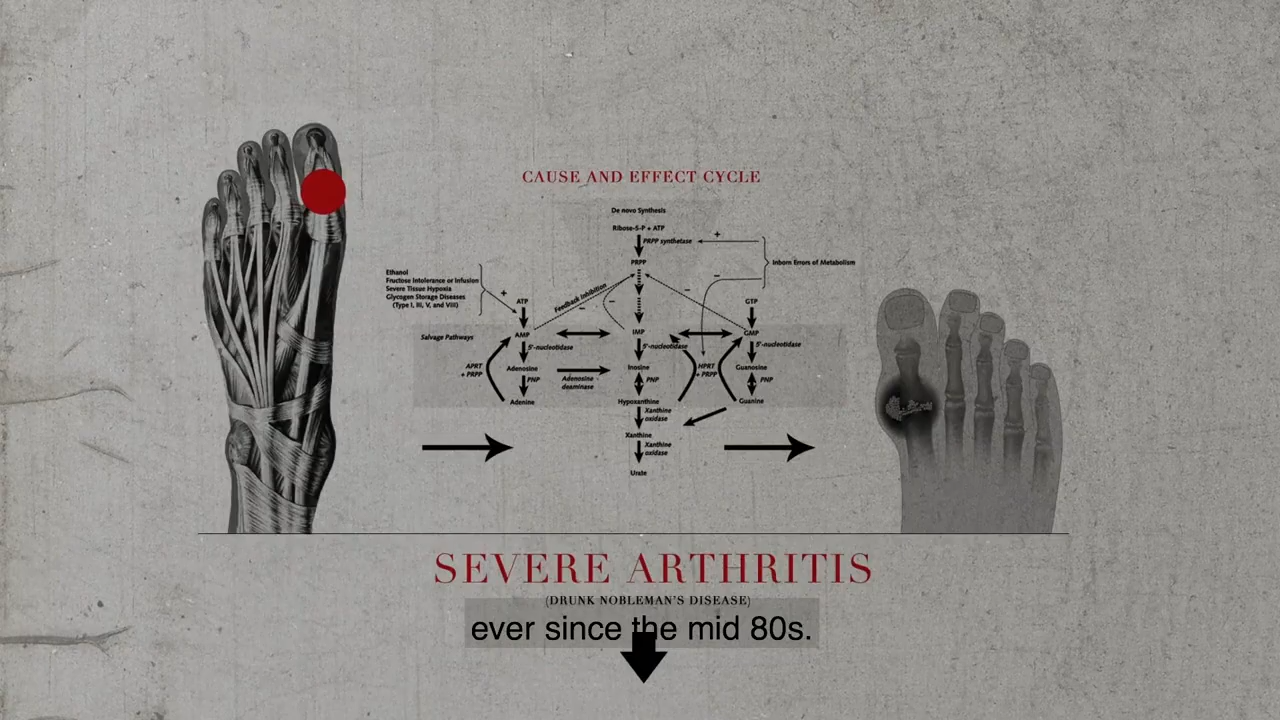 CAUSE AND EFFECT CYCLE
De novo Synthesis
Ribose-5-P + ATP
PRPP synthetase
+
PRPP
Inborn Errors of Metabolism
−
Ethanol
Fructose Intolerance or Infusion
Severe Tissue Hypoxia
Glycogen Storage Diseases
(Type I, III, V, and VIII)
+
Feedback Inhibition
−
−
−
ATP
GTP
Salvage Pathways
AMP
IMP
GMP
5'-nucleotidase
5'-nucleotidase
5'-nucleotidase
APRT
+ PRPP
Adenosine
Inosine
HPRT
+ PRPP
Guanosine
PNP
Adenosine
deaminase
PNP
PNP
Adenine
Hypoxanthine
Guanine
Xanthine
oxidase
Xanthine
Xanthine
oxidase
Urate
SEVERE ARTHRITIS
(DRUNK NOBLEMAN'S DISEASE)
ever since the mid 80s.